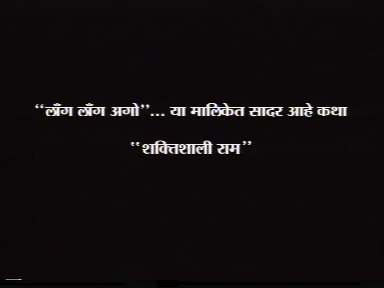 “लाँग लाँग अगो”... या मालिकेत सादर आहे कथा
“शक्तिशाली राम”